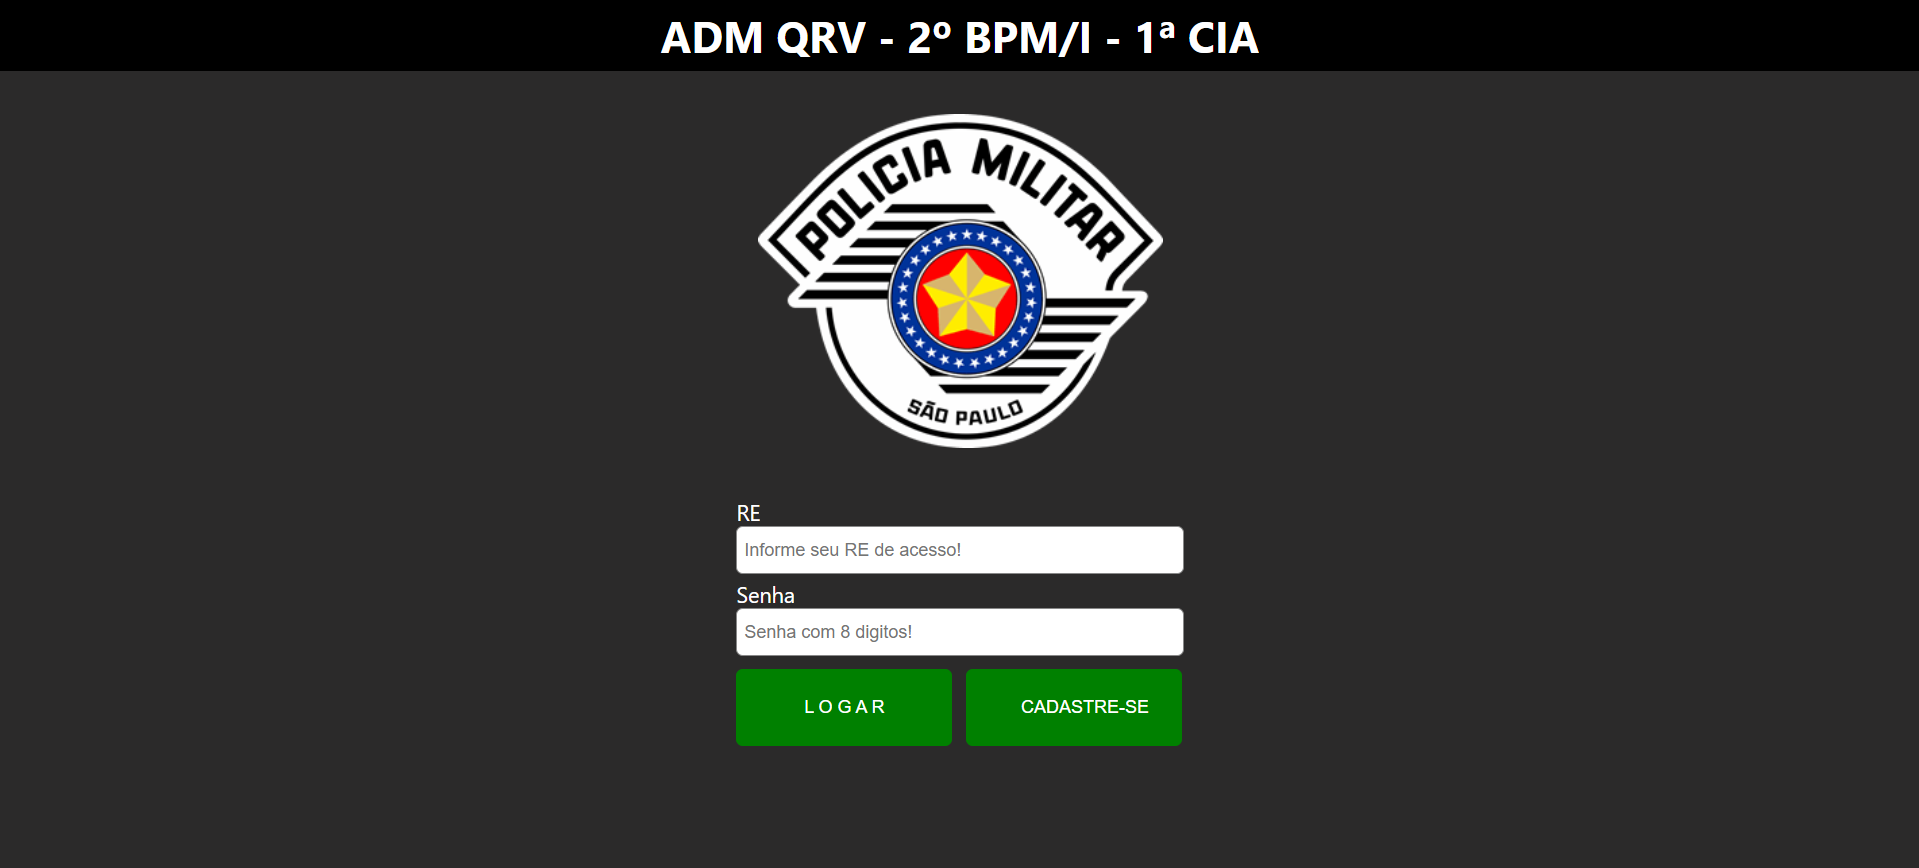 ADM QRV - 2º BPM/I - 1ª CIA
POLICIA MILITAR
SÃO PAULO
RE
Informe seu RE de acesso!
Senha
Senha com 8 digitos!
L O G A R
CADASTRE-SE